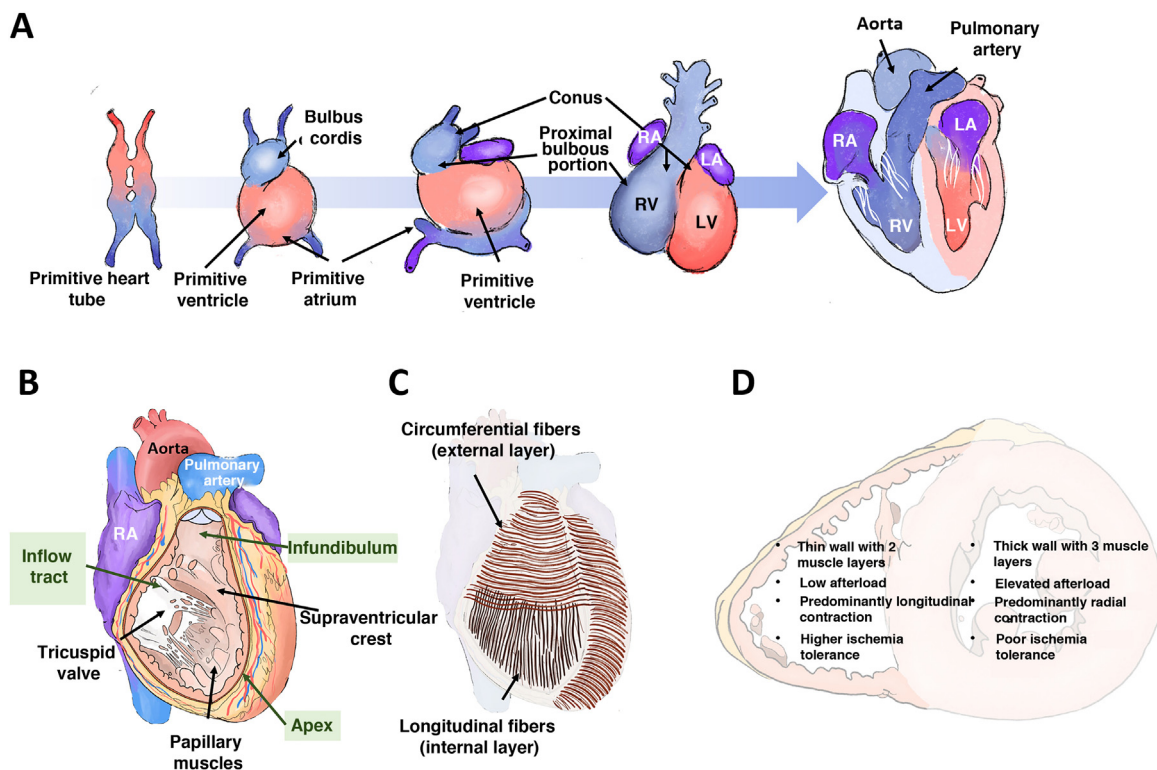 A
Aorta
Pulmonary
artery
Bulbus
cordis
Conus
Proximal
bulbous
portion
RA
LA
RV
LV
RA
LA
RV
LV
Primitive heart
tube
Primitive
ventricle
Primitive
atrium
Primitive
ventricle
B
Aorta
Pulmonary
artery
RA
Inflow
tract
Infundibulum
Supraventricular
crest
Tricuspid
valve
Apex
Papillary
muscles
C
Circumferential fibers
(external layer)
Longitudinal fibers
(internal layer)
D
• Thin wall with 2
muscle layers
• Low afterload
• Predominantly longitudinal
contraction
• Higher ischemia
tolerance
• Thick wall with 3 muscle
layers
• Elevated afterload
• Predominantly radial
contraction
• Poor ischemia
tolerance